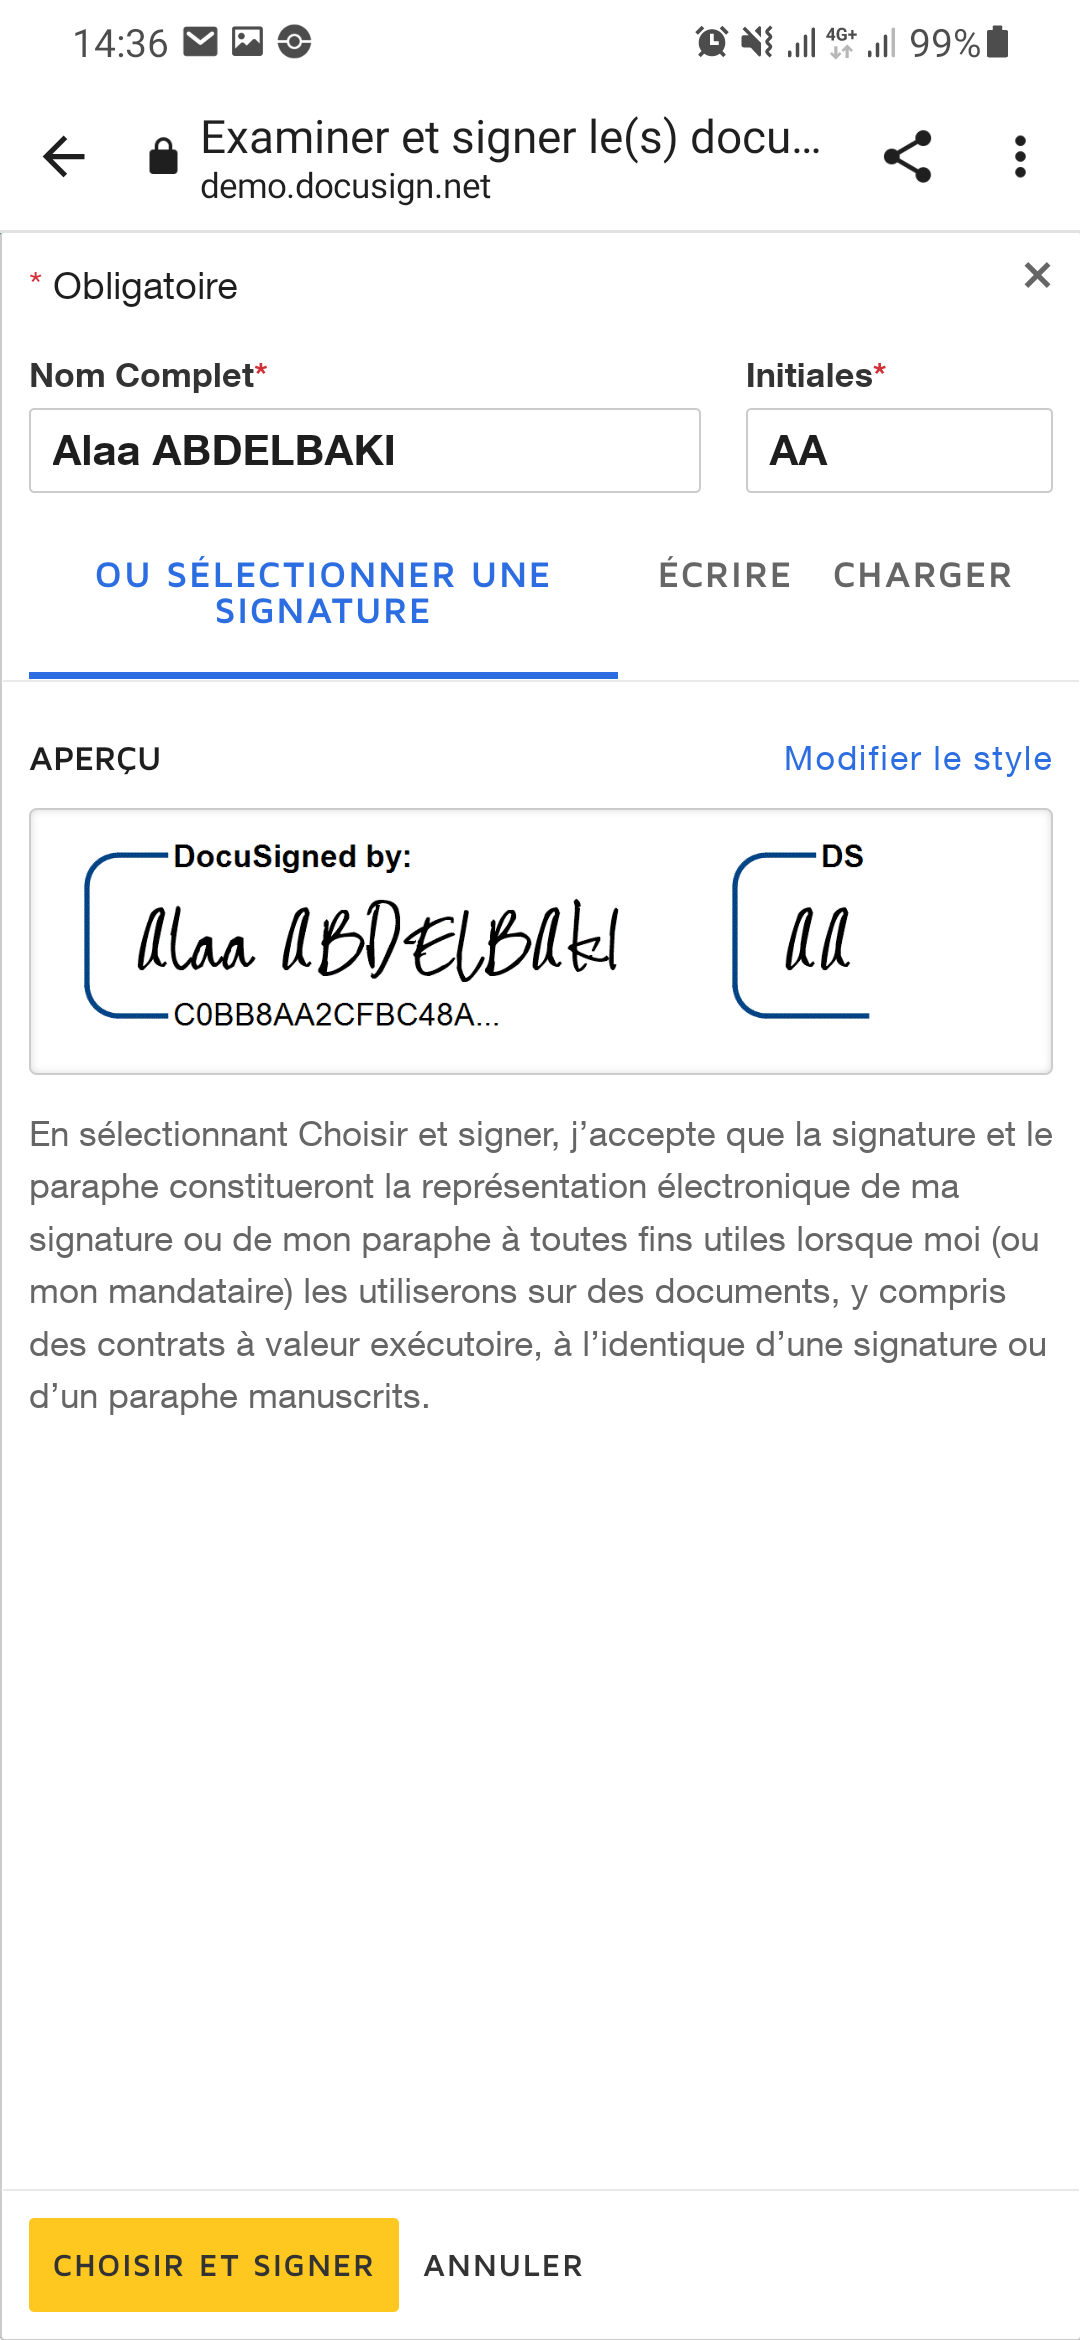 14:36 4G+ 99%
Examiner et signer le(s) docu...
demo.docusign.net
* Obligatoire ×
Nom Complet* Initiales*
Alaa ABDELBAKI AA
OU SÉLECTIONNER UNE SIGNATURE ÉCRIRE CHARGER
APERÇU Modifier le style
DocuSigned by: DS
Alaa ABDELBAKI AA
C0BB8AA2CFBC48A...
En sélectionnant Choisir et signer, j’accepte que la signature et le
paraphe constitueront la représentation électronique de ma
signature ou de mon paraphe à toutes fins utiles lorsque moi (ou
mon mandataire) les utiliserons sur des documents, y compris
des contrats à valeur exécutoire, à l’identique d’une signature ou
d’un paraphe manuscrits.
CHOISIR ET SIGNER ANNULER